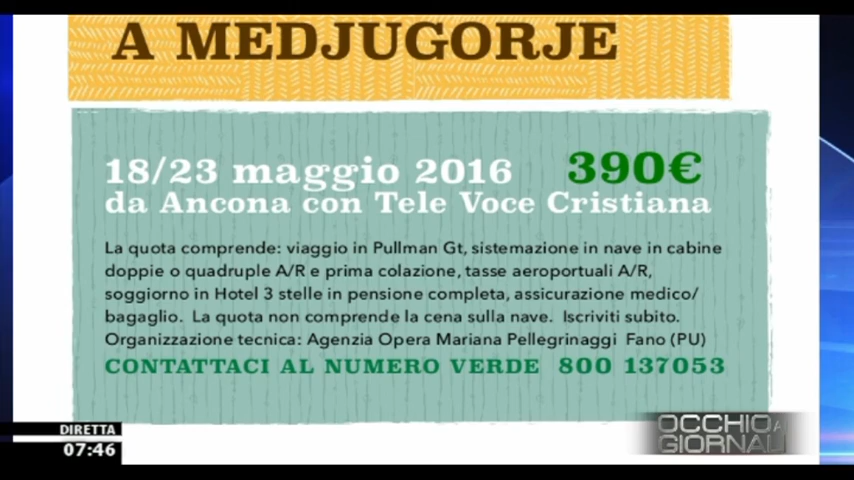 A MEDJUGORJE
18/23 maggio 2016 390€
da Ancona con Tele Voce Cristiana
La quota comprende: viaggio in Pullman Gt, sistemazione in nave in cabine
doppie o quadruple A/R e prima colazione, tasse aeroportuali A/R,
soggiorno in Hotel 3 stelle in pensione completa, assicurazione medico/
bagaglio. La quota non comprende la cena sulla nave. Iscriviti subito.
Organizzazione tecnica: Agenzia Opera Mariana Pellegrinaggi Fano (PU)
CONTATTACI AL NUMERO VERDE 800 137053
DIRETTA
07:46
OCCHIO AI
GIORNALI